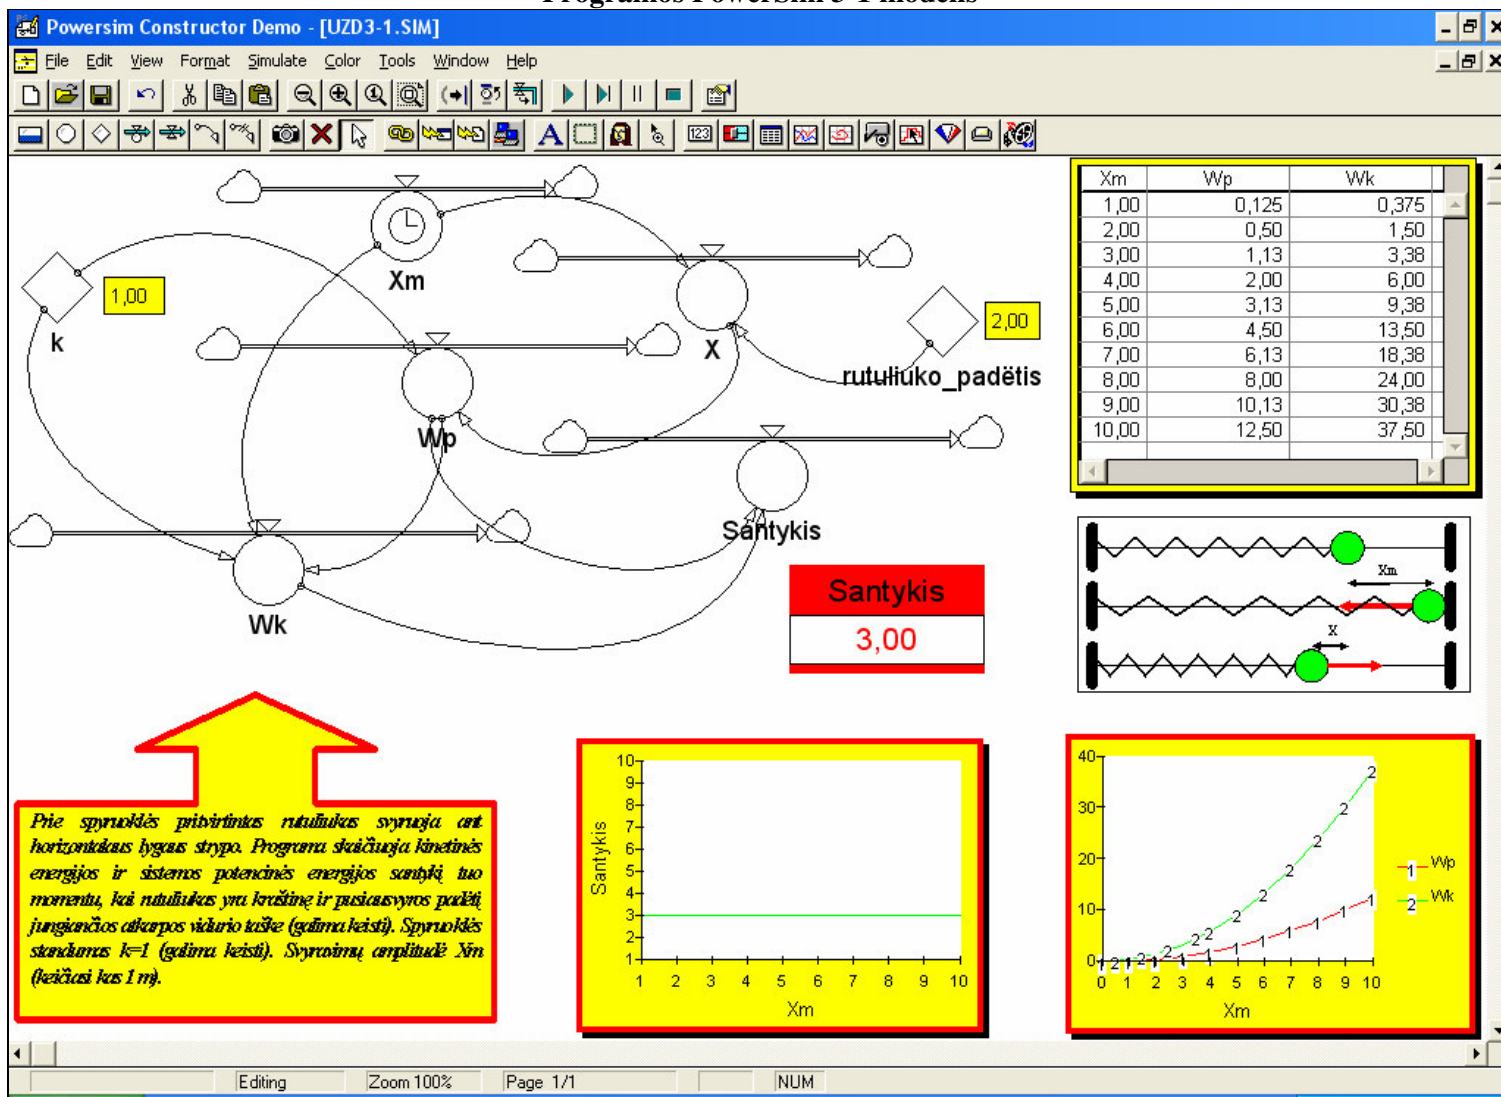 Programos PowerSim 3-1 modelis
Powersim Constructor Demo - [UZD3-1.SIM]
File Edit View Format Simulate Color Tools Window Help
123
A
Xm
k
1,00
Wp
X
2,00
rutuliuko_padëtis
Santykis
Wk
Santykis
3,00
Xm Wp Wk
1,00 0,125 0,375
2,00 0,50 1,50
3,00 1,13 3,38
4,00 2,00 6,00
5,00 3,13 9,38
6,00 4,50 13,50
7,00 6,13 18,38
8,00 8,00 24,00
9,00 10,13 30,38
10,00 12,50 37,50
Xm
X
Prie spyruoklės pritvirtintas rutuliukas svyruoja ant
horizontalaus lygaus strypo. Programa skaičiuoja kinetinės
energijos ir sistemos potencinės energijos santykį tuo
momentu, kai rutuliukas yra kraštinę ir pusiausvyros padėtį
jungiančios atkarpos vidurio taške (galima keisti). Spyruoklės
standumas k=1 (galima keisti). Svyravimų amplitudė Xm
(keičiasi kas 1 m).
Santykis
10
9
8
7
6
5
4
3
2
1
1 2 3 4 5 6 7 8 9 10
Xm
40
30
20
10
0
0 1 2 3 4 5 6 7 8 9 10
Xm
1 Wp
2 Wk
Editing Zoom 100% Page 1/1 NUM